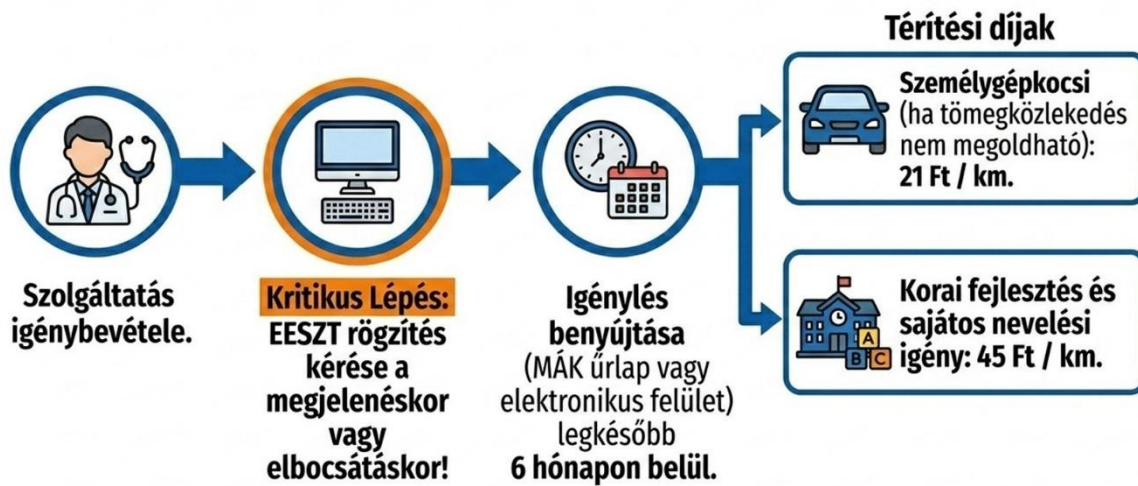 Térítési díjak
Szolgáltatás
igénybevétele.
Kritikus Lépés:
EESZT rögzítés
kérése a
megjelenéskor
vagy
elbocsátáskor!
Igénylés
benyújtása
(MÁK űrlap vagy
elektronikus felület)
legkésőbb
6 hónapon belül.
Személygépkocsi
(ha tömegközlekedés
nem megoldható):
21 Ft / km.
A
B C
Korai fejlesztés és
sajátos nevelési
igény: 45 Ft / km.